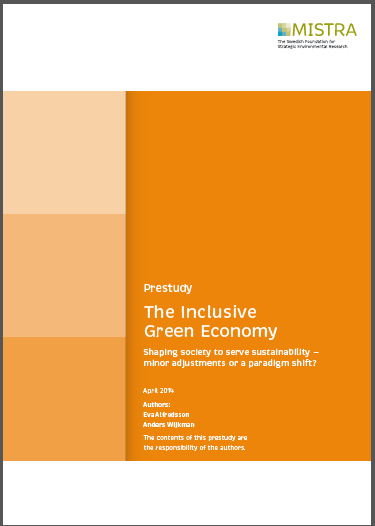 MISTRA
The Swedish Foundation for
Strategic Environmental Research
Prestudy
The Inclusive
Green Economy
Shaping society to serve sustainability –
minor adjustments or a paradigm shift?
April 2014
Authors:
Eva Alfredsson
Anders Wijkman
The contents of this prestudy are
the responsibility of the authors.